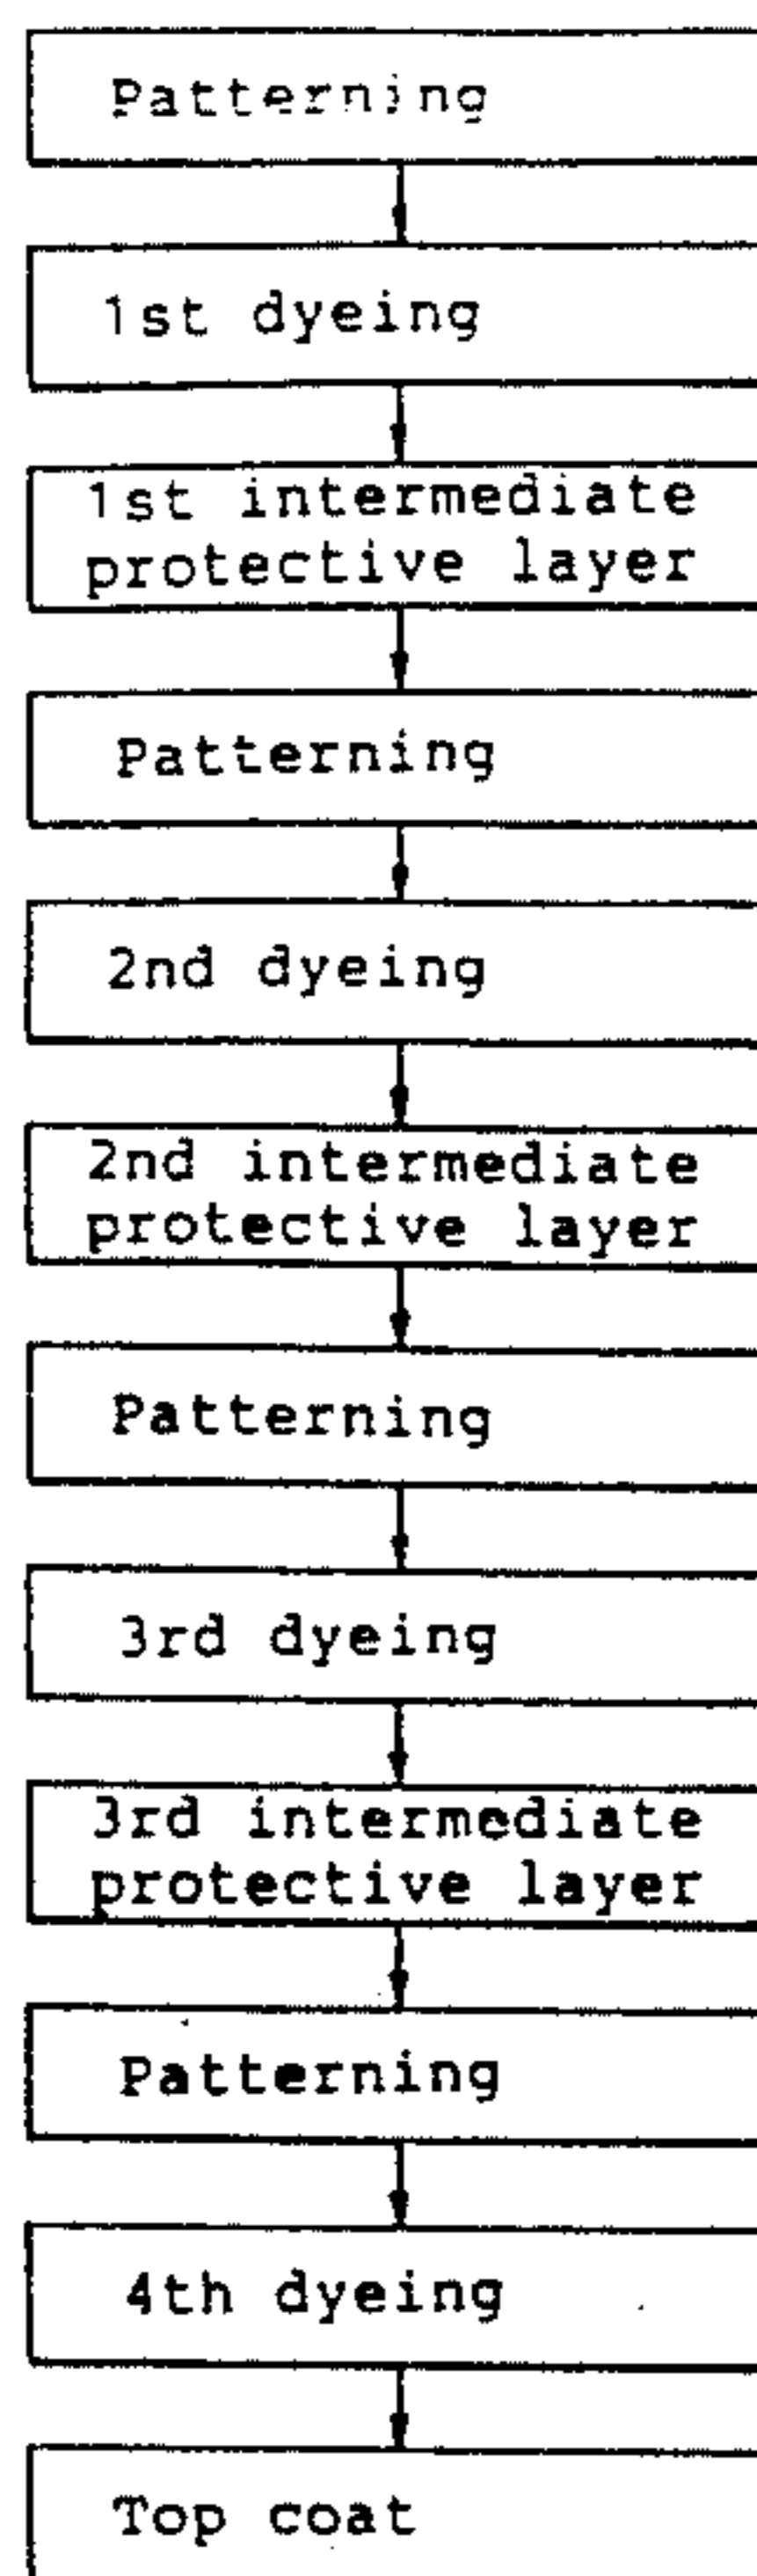 Patterning
1st dyeing
1st intermediate
protective layer
Patterning
2nd dyeing
2nd intermediate
protective layer
Patterning
3rd dyeing
3rd intermediate
protective layer
Patterning
4th dyeing
Top coat